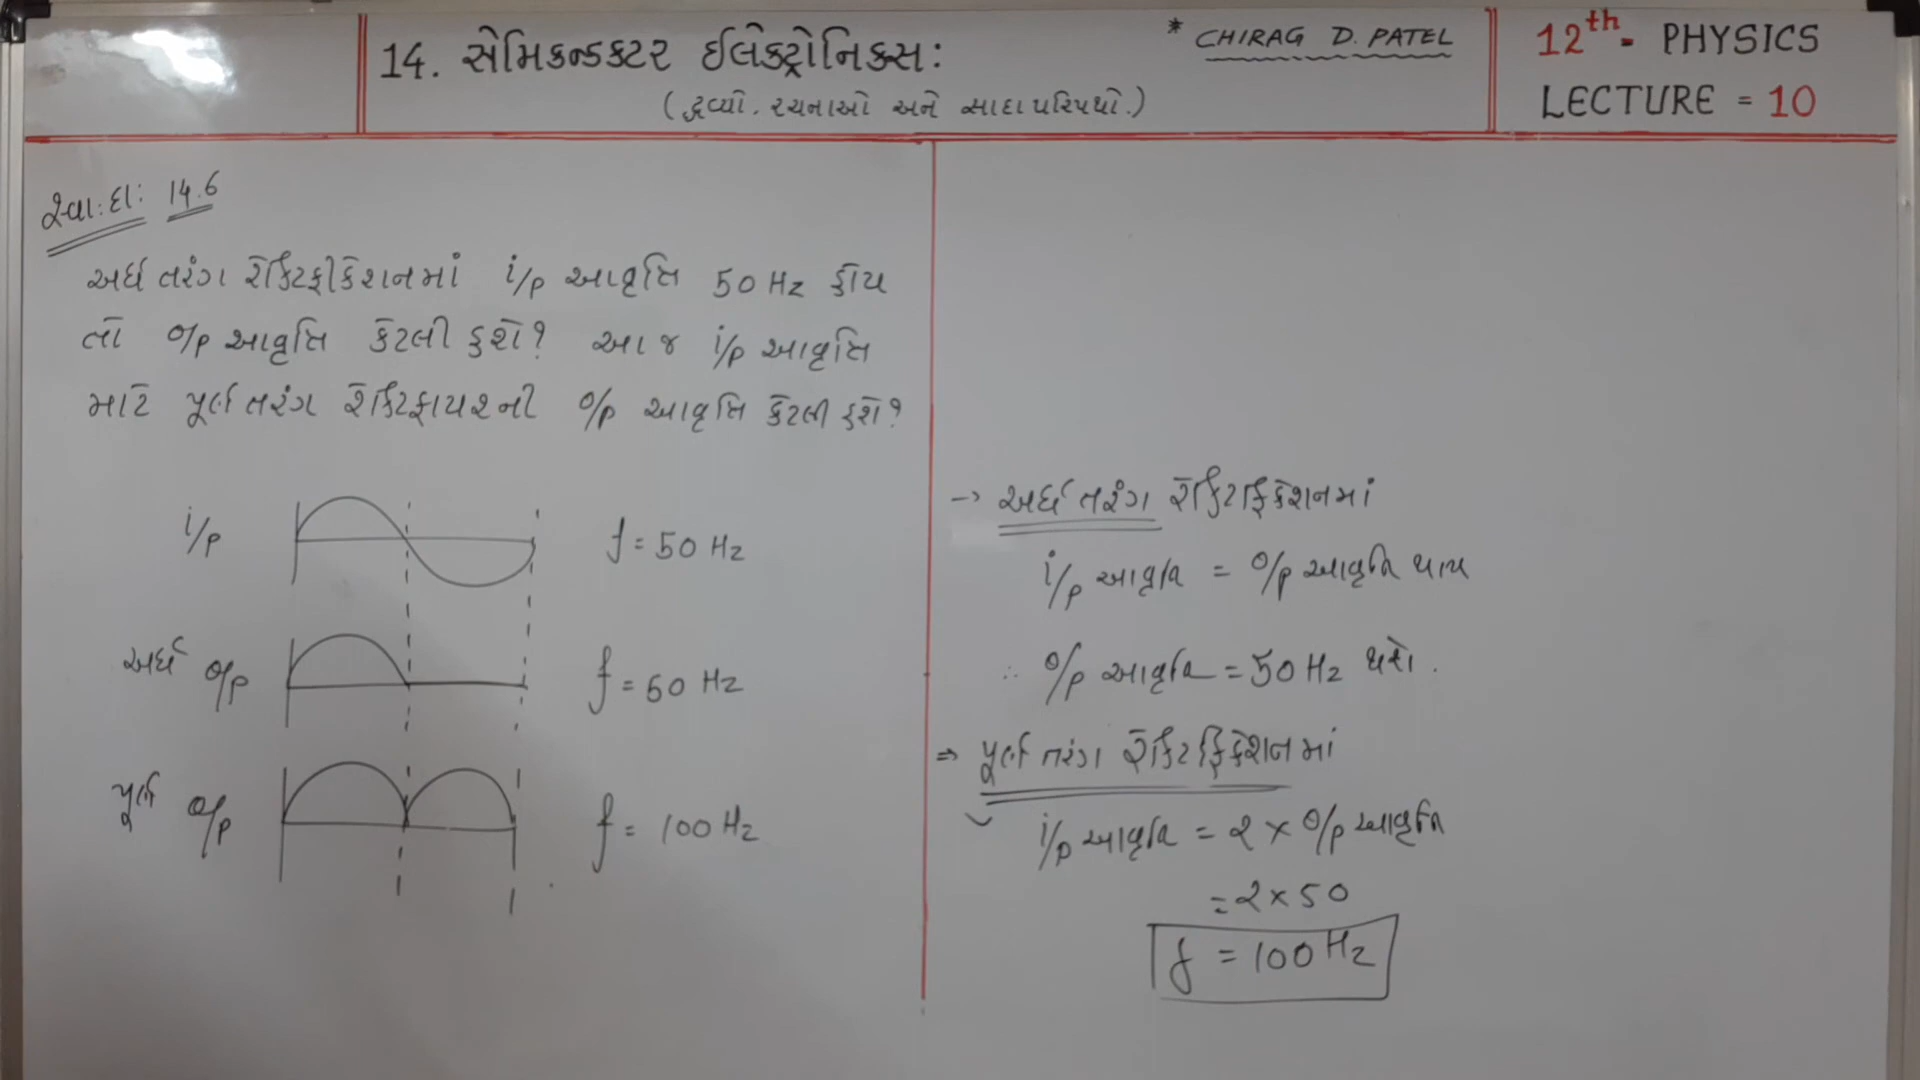 14. સેમિકન્ડકટર ઈલેક્ટ્રોનિક્સ:
(દ્રવ્યો. રચનાઓ અને સાદા પરિપથો.)
* CHIRAG D. PATEL
12th- PHYSICS
LECTURE = 10
સ્વા: દા: 14.6
અર્ધ તરંગ રૅક્ટિફીકેશનમાં i/p આવૃત્તિ 50 Hz હોય
તો o/p આવૃત્તિ કેટલી હશે? આ જ i/p આવૃત્તિ
માટે પૂર્ણ તરંગ રૅક્ટિફાયરની o/p આવૃત્તિ કેટલી હશે?
i/p f = 50 Hz
અર્ધ o/p f = 50 Hz
પૂર્ણ o/p f = 100 Hz
→ અર્ધ તરંગ રૅક્ટિફિકેશનમાં
i/p આવૃત્તિ = o/p આવૃત્તિ થાય
∴ o/p આવૃત્તિ = 50 Hz થશે.
⇒ પૂર્ણ તરંગ રૅક્ટિફિકેશનમાં
i/p આવૃત્તિ = 2 × o/p આવૃત્તિ
= 2 × 50
f = 100 Hz